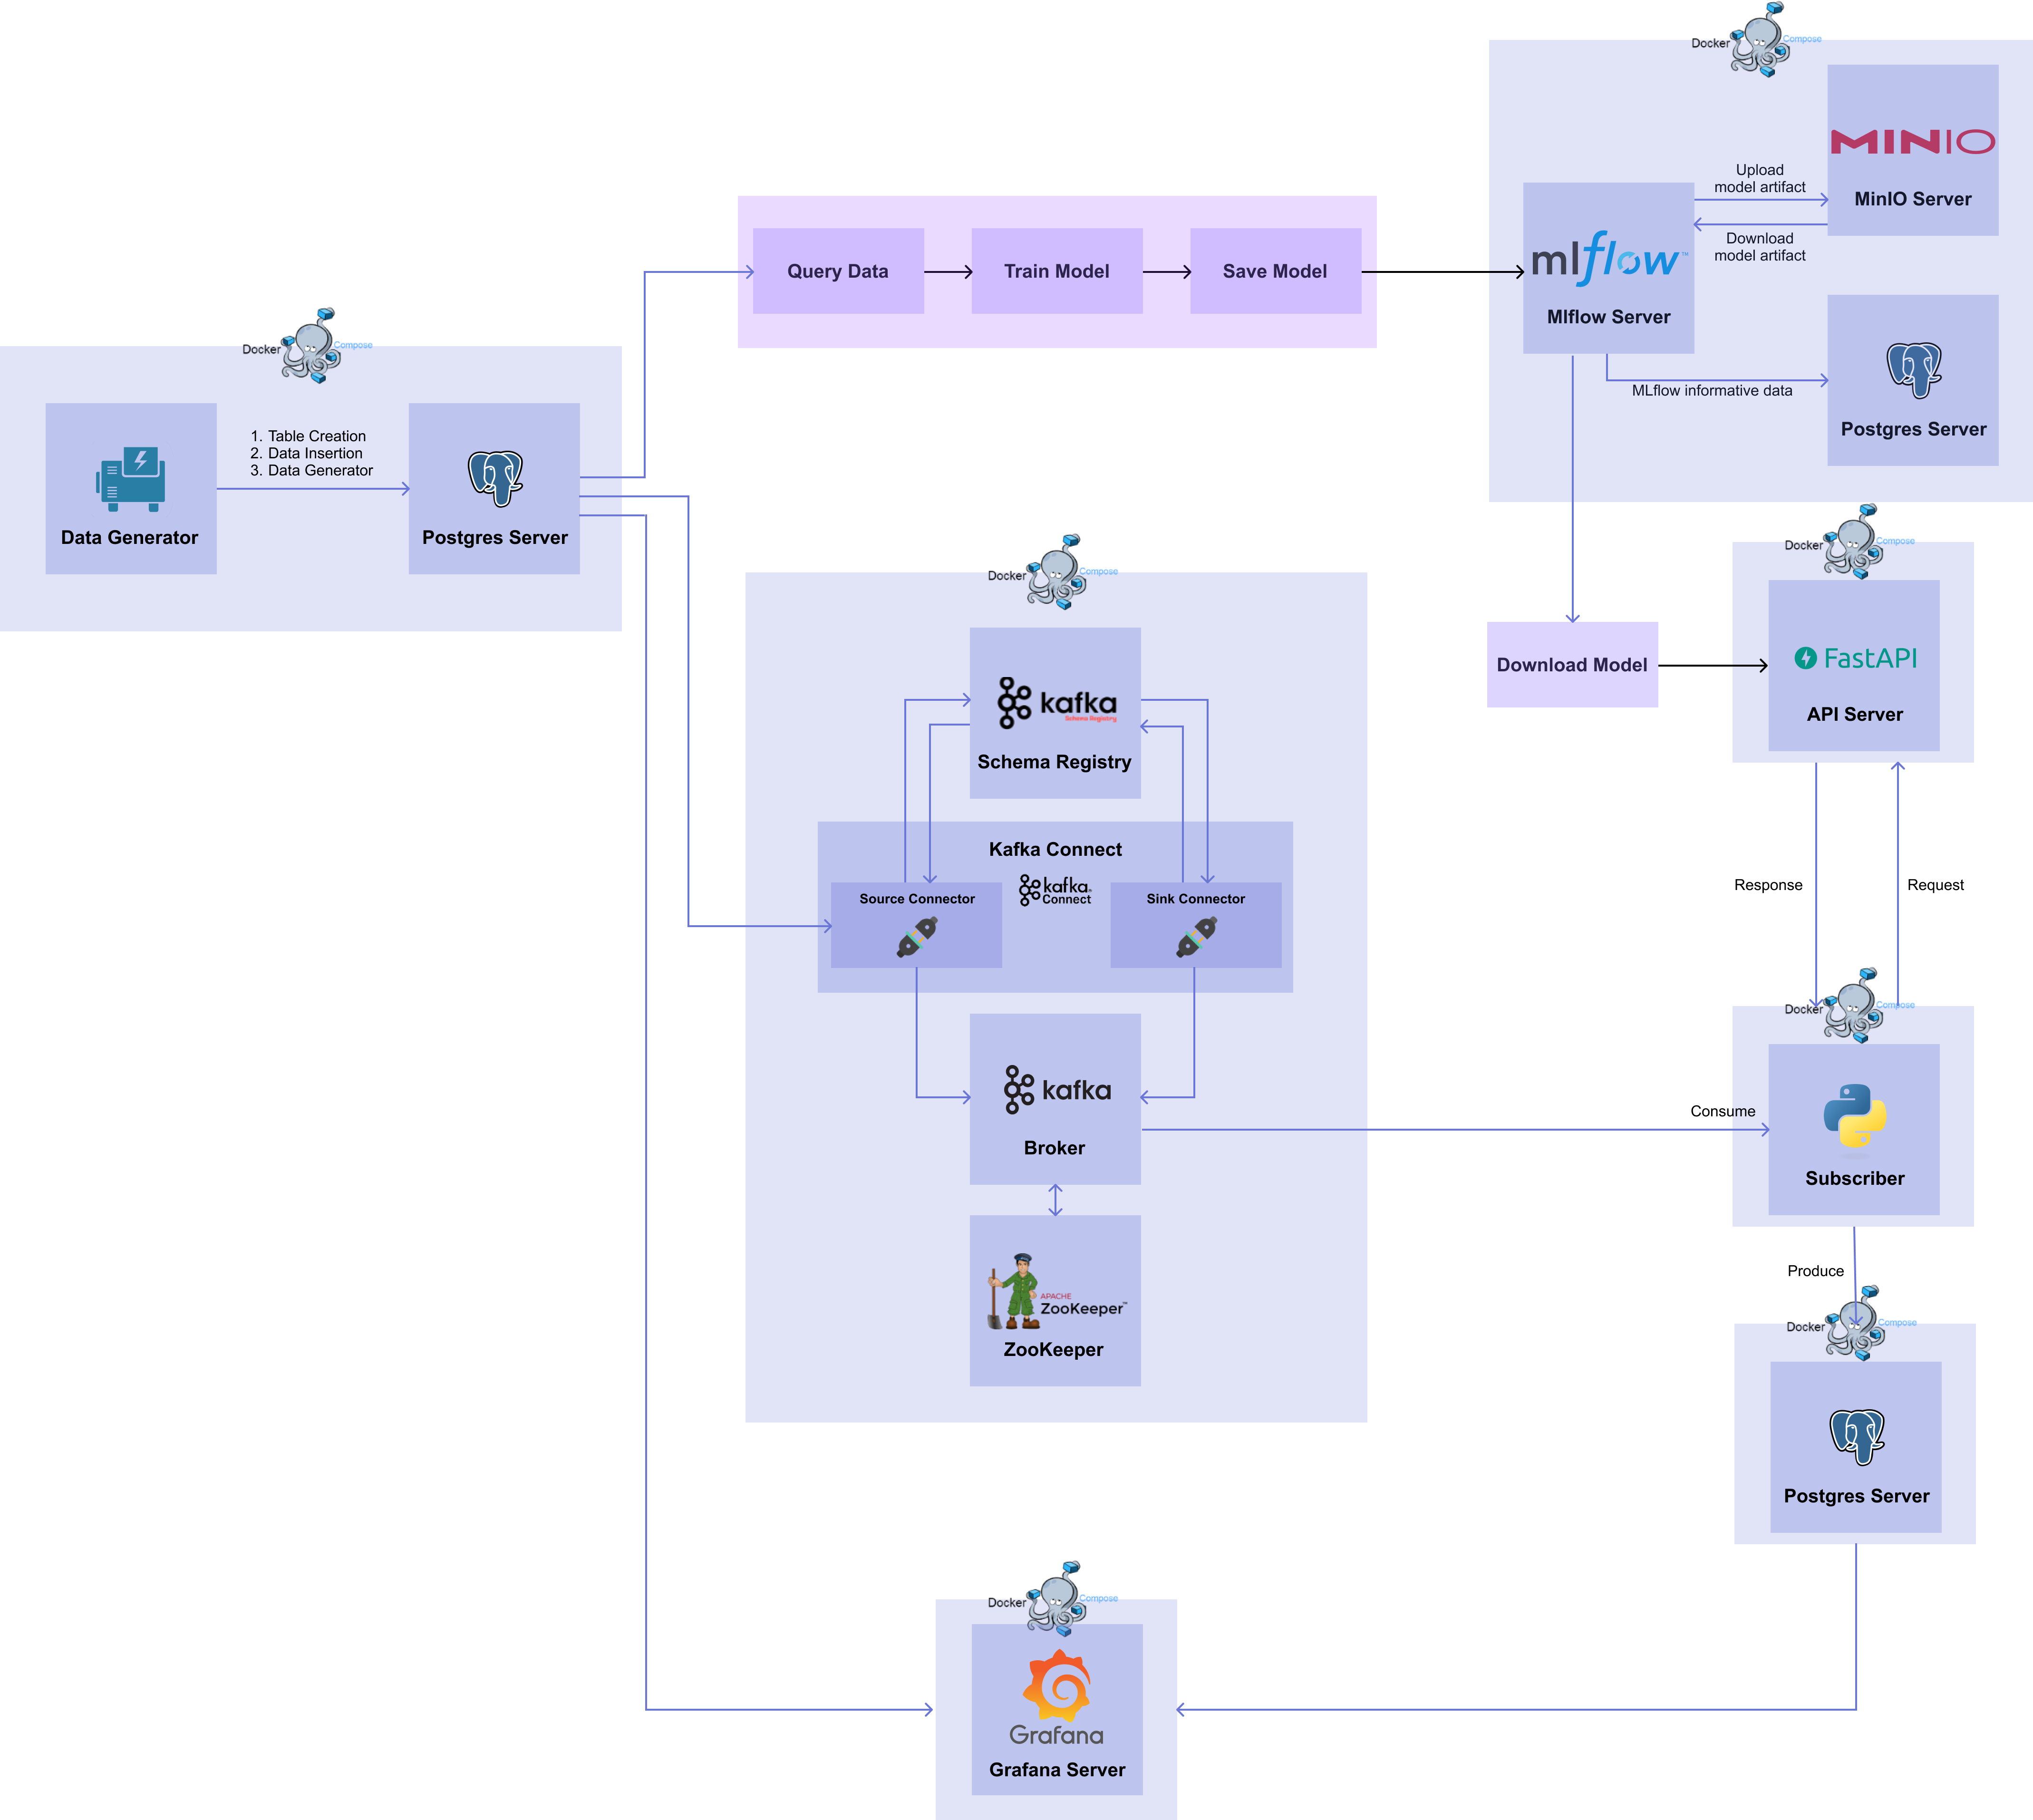 Docker
Compose
MINIO
MinIO Server
Upload
model artifact
Download
model artifact
mlflow™
Mlflow Server
MLflow informative data
Postgres Server
Query Data
Train Model
Save Model
Docker
Compose
1. Table Creation
2. Data Insertion
3. Data Generator
Data Generator
Postgres Server
Docker
Compose
kafka
Schema Registry
Schema Registry
Kafka Connect
kafka®
Connect
Source Connector
Sink Connector
kafka
Broker
APACHE
ZooKeeper™
ZooKeeper
Download Model
Docker
Compose
FastAPI
API Server
Response
Request
Docker
Compose
Consume
Subscriber
Produce
Docker
Compose
Postgres Server
Docker
Compose
Grafana
Grafana Server